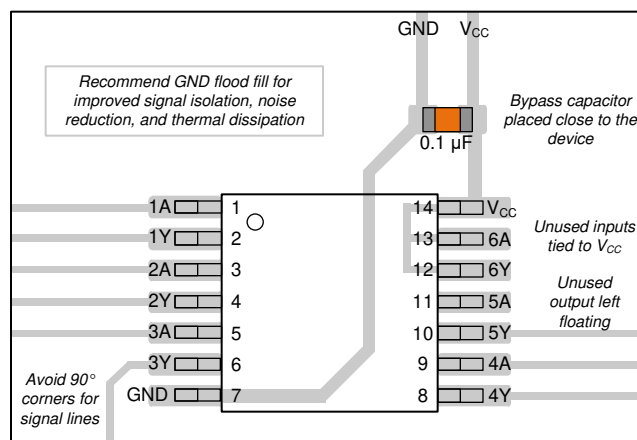 GND VCC
Recommend GND flood fill for
improved signal isolation, noise
reduction, and thermal dissipation
Bypass capacitor
placed close to the
device
0.1 µF
1A 1 14 VCC
1Y 2 13 6A
2A 3 12 6Y
2Y 4 11 5A
3A 5 10 5Y
3Y 6 9 4A
GND 7 8 4Y
Unused inputs
tied to VCC
Unused
output left
floating
Avoid 90°
corners for
signal lines